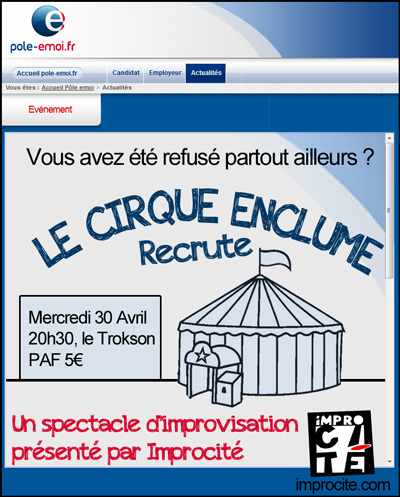 e
pole-emoi.fr
Accueil pole-emoi.fr
Candidat Employeur Actualités
Vous êtes : Accueil Pôle emoi > Actualités
Evénement
Vous avez été refusé partout ailleurs ?
LE CIRQUE ENCLUME
Recrute
Mercredi 30 Avril
20h30, le Trokson
PAF 5€
Un spectacle d'improvisation
présenté par Improcité
iMPRO
CITÉ
improcite.com